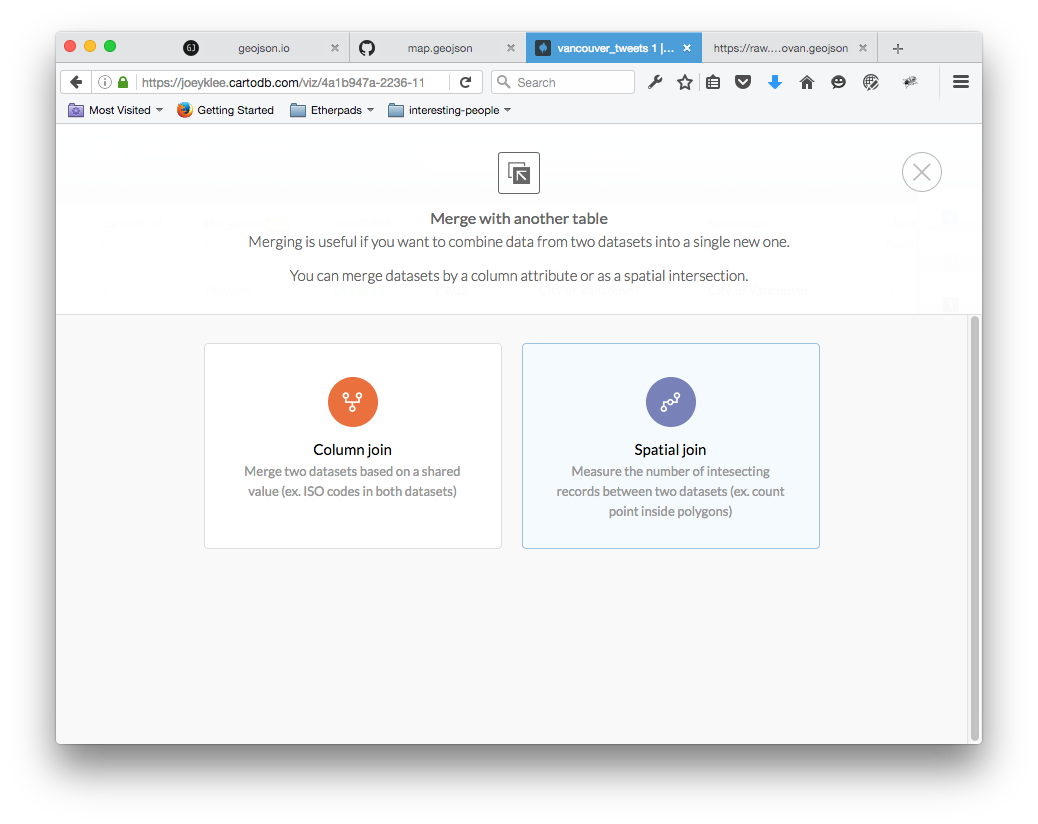 GJ
geojson.io
map.geojson
vancouver_tweets 1 |...
https://raw....ovan.geojson
https://joeyklee.cartodb.com/viz/4a1b947a-2236-11
Search
Most Visited
Getting Started
Etherpads
interesting-people
Merge with another table
Merging is useful if you want to combine data from two datasets into a single new one.
You can merge datasets by a column attribute or as a spatial intersection.
Column join
Merge two datasets based on a shared
value (ex. ISO codes in both datasets)
Spatial join
Measure the number of intesecting
records between two datasets (ex. count
point inside polygons)